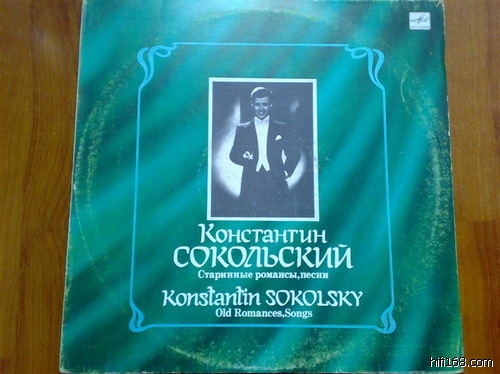 Константин
СОКОЛЬСКИЙ
Старинные романсы,песни
Konstantin SOKOLSKY
Old Romances,Songs
hifi168.com